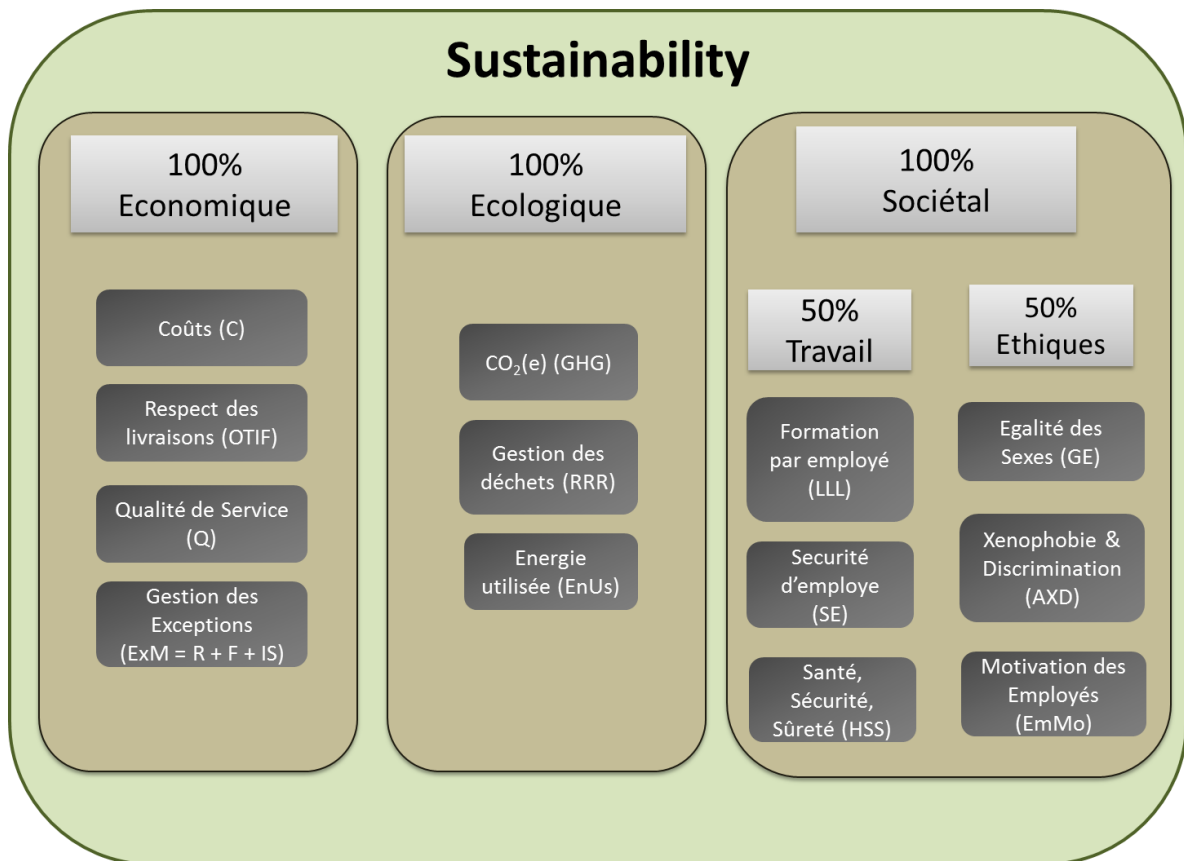 Sustainability
100%
Economique
Coûts (C)
Respect des
livraisons (OTIF)
Qualité de Service
(Q)
Gestion des
Exceptions
(ExM = R + F + IS)
100%
Ecologique
CO₂(e) (GHG)
Gestion des
déchets (RRR)
Energie
utilisée (EnUs)
100%
Sociétal
50%
Travail
Formation
par employé
(LLL)
Securité
d’employe
(SE)
Santé,
Sécurité,
Sûreté (HSS)
50%
Ethiques
Egalité des
Sexes (GE)
Xenophobie &
Discrimination
(AXD)
Motivation des
Employés
(EmMo)